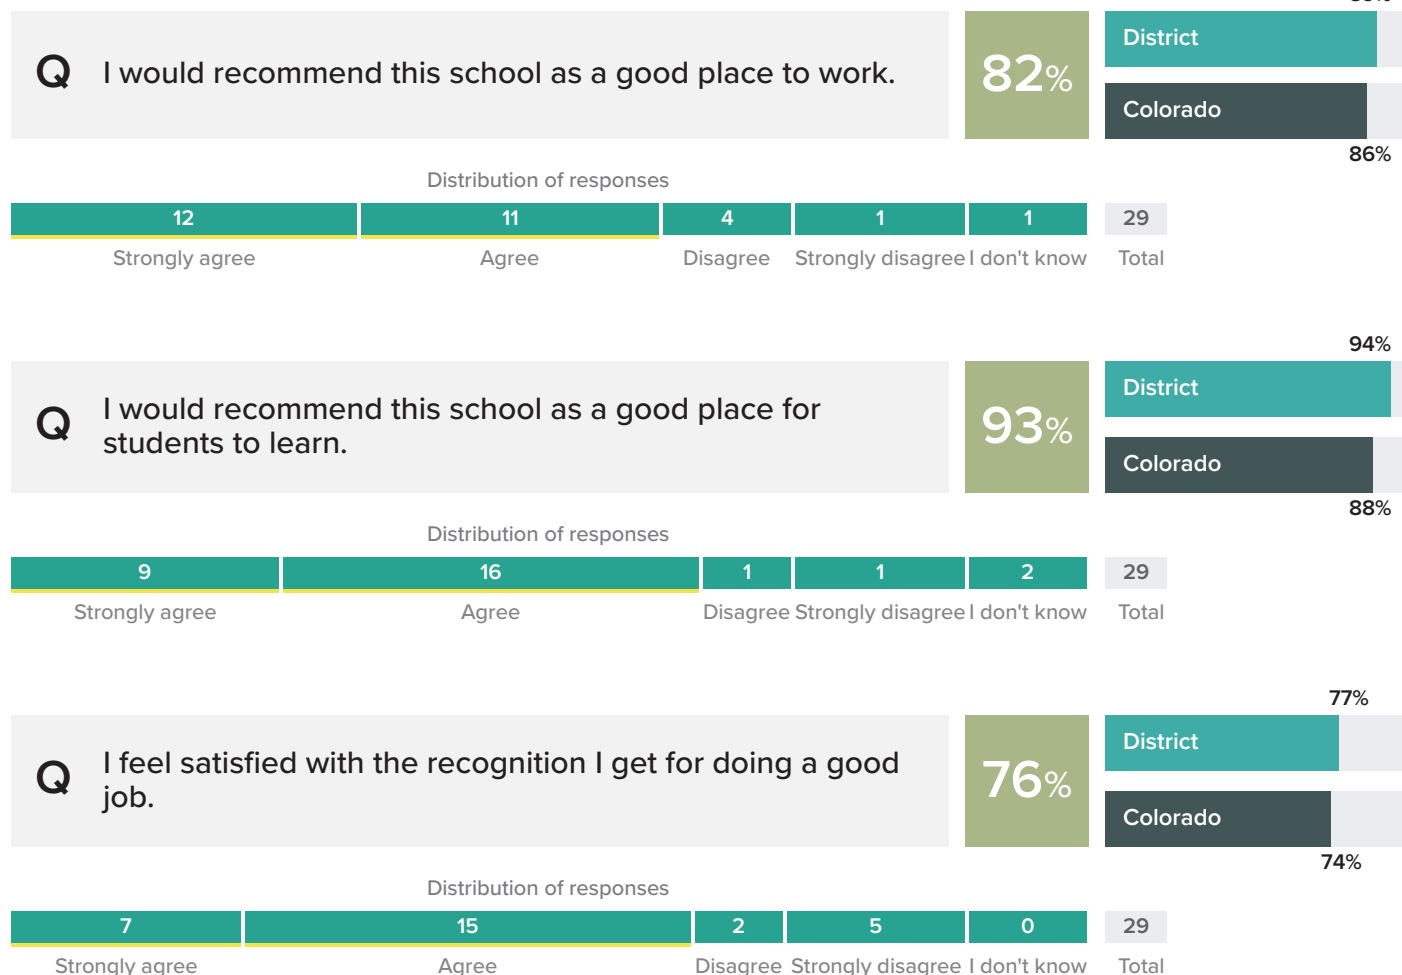 Q I would recommend this school as a good place to work.
82%
District
Colorado
86%
Distribution of responses
12 11 4 1 1 29
Strongly agree Agree Disagree Strongly disagree I don't know Total
94%
Q I would recommend this school as a good place for
students to learn.
93%
District
Colorado
88%
Distribution of responses
9 16 1 1 2 29
Strongly agree Agree Disagree Strongly disagree I don't know Total
77%
Q I feel satisfied with the recognition I get for doing a good
job.
76%
District
Colorado
74%
Distribution of responses
7 15 2 5 0 29
Strongly agree Agree Disagree Strongly disagree I don't know Total